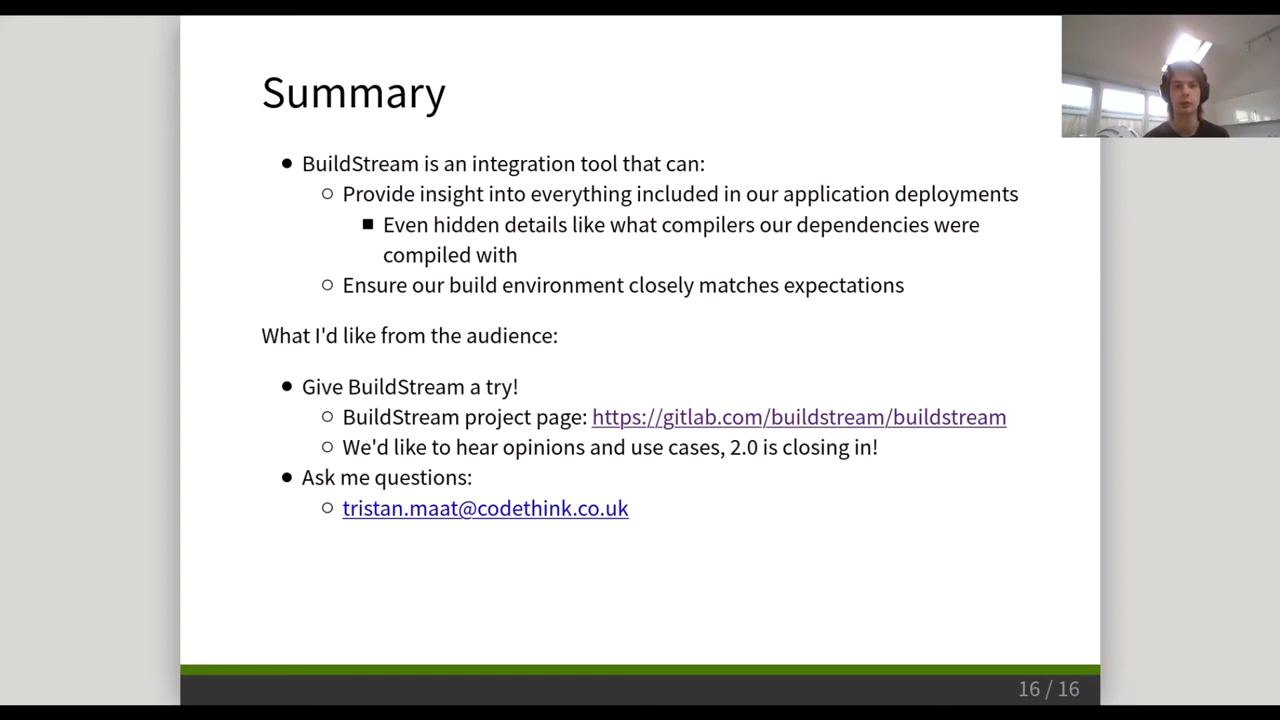 Summary
● BuildStream is an integration tool that can:
○ Provide insight into everything included in our application deployments
■ Even hidden details like what compilers our dependencies were
compiled with
○ Ensure our build environment closely matches expectations
What I'd like from the audience:
● Give BuildStream a try!
○ BuildStream project page: https://gitlab.com/buildstream/buildstream
○ We'd like to hear opinions and use cases, 2.0 is closing in!
● Ask me questions:
○ tristan.maat@codethink.co.uk
16 / 16